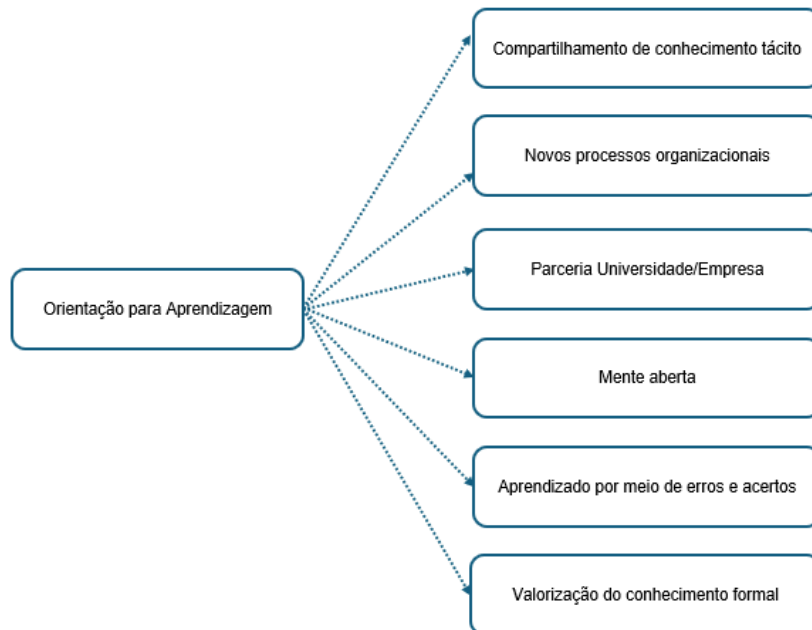 Compartilhamento de conhecimento tácito
Novos processos organizacionais
Parceria Universidade/Empresa
Orientação para Aprendizagem
Mente aberta
Aprendizado por meio de erros e acertos
Valorização do conhecimento formal